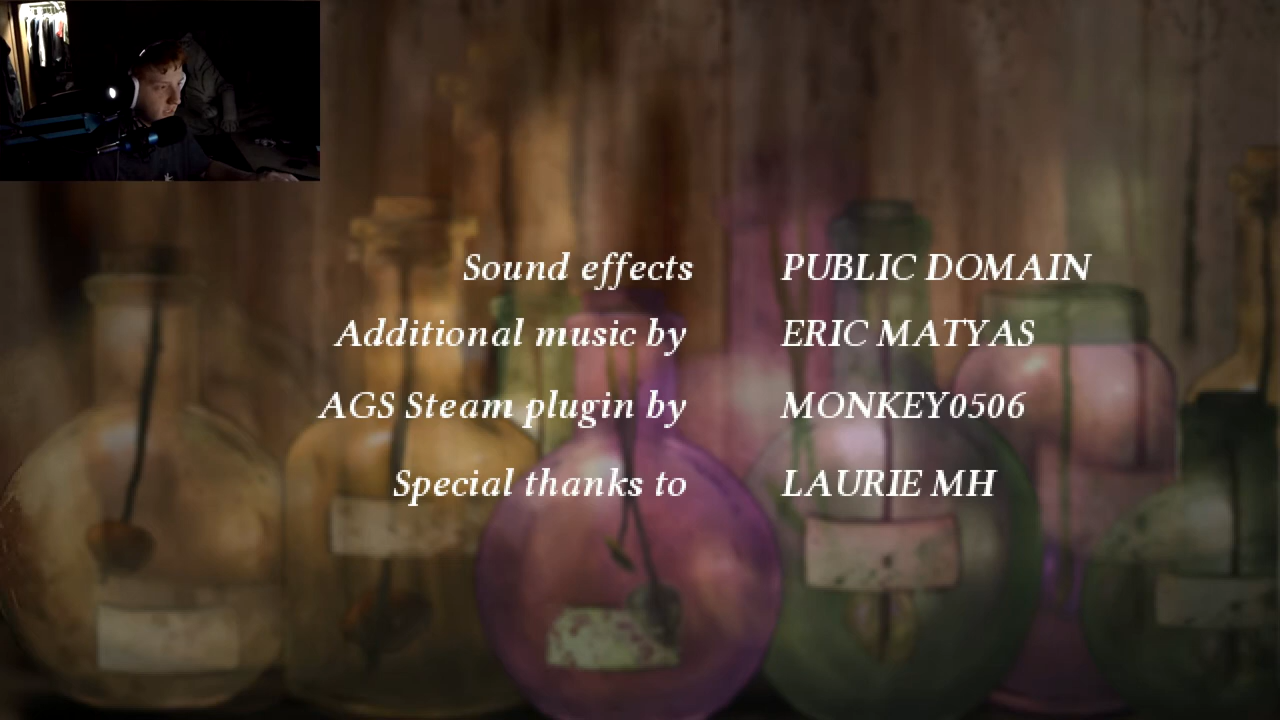 Sound effects PUBLIC DOMAIN
Additional music by ERIC MATYAS
AGS Steam plugin by MONKEY0506
Special thanks to LAURIE MH